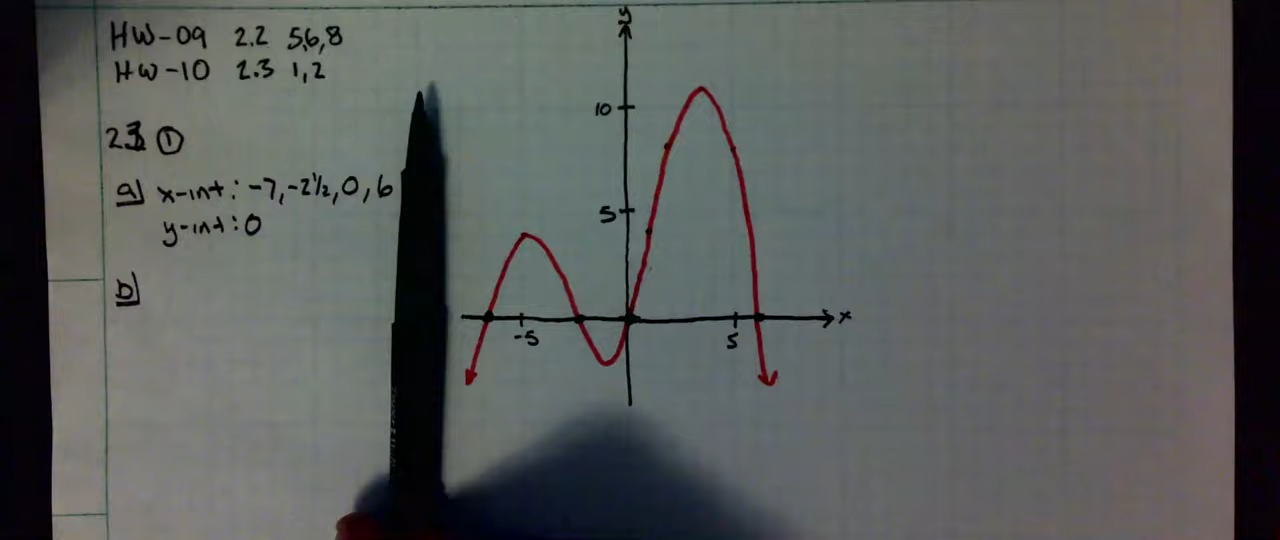 HW-09 2.2 5,6,8
HW-10 2.3 1,2
2.3 ①
a) x-int: -7, -2½, 0, 6
y-int: 0
b)
y
10
5
-5
5
x